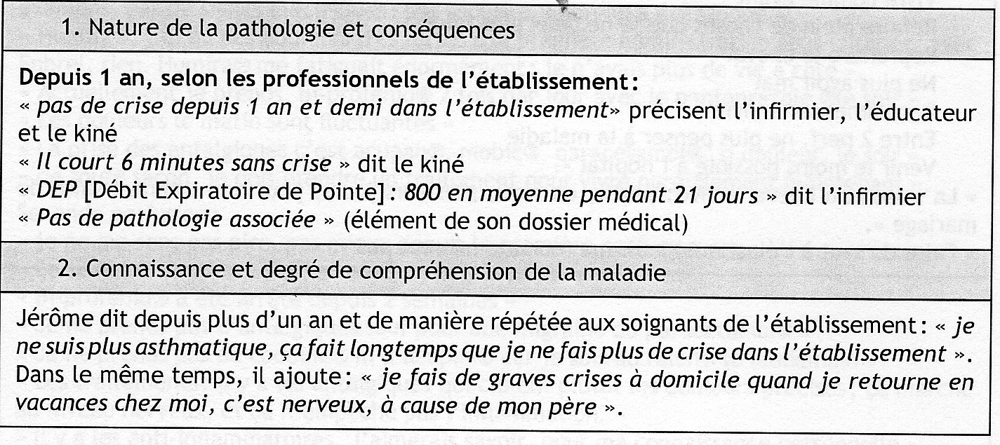 1. Nature de la pathologie et conséquences
Depuis 1 an, selon les professionnels de l'établissement :
« pas de crise depuis 1 an et demi dans l'établissement» précisent l'infirmier, l'éducateur
et le kiné
« Il court 6 minutes sans crise » dit le kiné
« DEP [Débit Expiratoire de Pointe] : 800 en moyenne pendant 21 jours » dit l'infirmier
« Pas de pathologie associée » (élément de son dossier médical)
2. Connaissance et degré de compréhension de la maladie
Jérôme dit depuis plus d'un an et de manière répétée aux soignants de l'établissement : « je
ne suis plus asthmatique, ça fait longtemps que je ne fais plus de crise dans l'établissement ».
Dans le même temps, il ajoute : « je fais de graves crises à domicile quand je retourne en
vacances chez moi, c'est nerveux, à cause de mon père ».